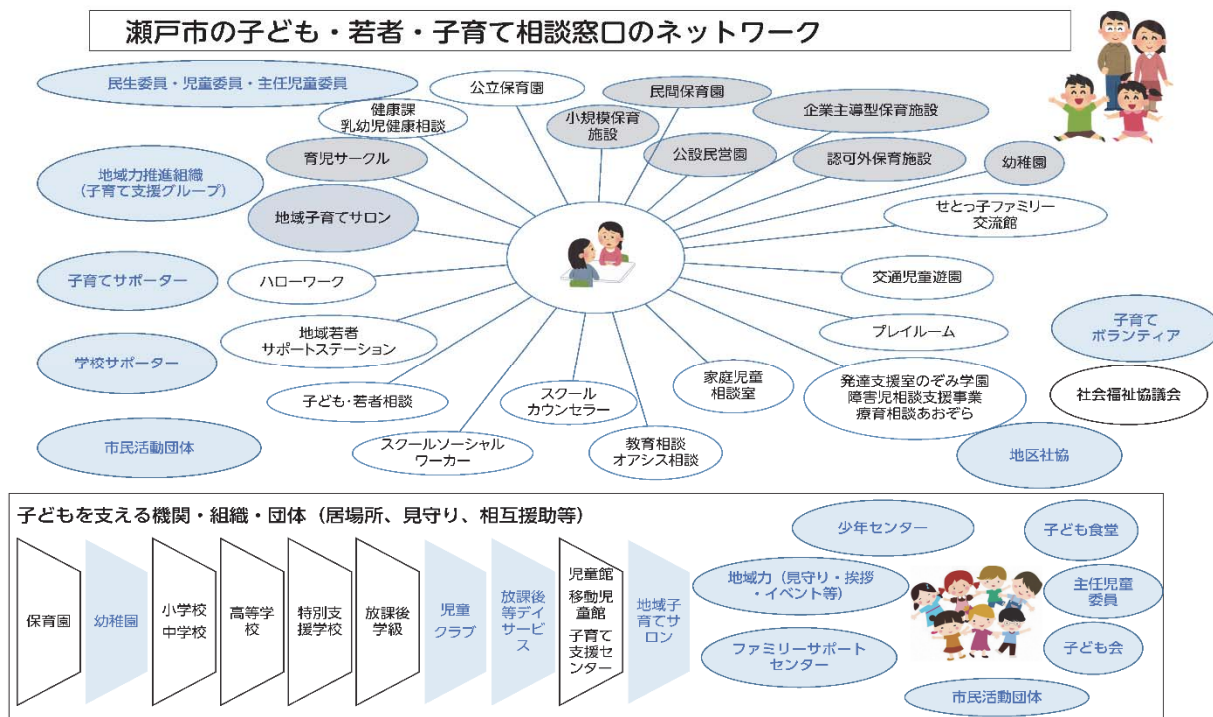 瀬戸市の子ども・若者・子育て相談窓口のネットワーク
民生委員・児童委員・主任児童委員
公立保育園
民間保育園
健康課
乳幼児健康相談
小規模保育
施設
企業主導型保育施設
育児サークル
公設民営園
認可外保育施設
幼稚園
地域力推進組織
(子育て支援グループ)
地域子育てサロン
せとっ子ファミリー
交流館
子育てサポーター
ハローワーク
交通児童遊園
地域若者
サポートステーション
プレイルーム
子育て
ボランティア
学校サポーター
子ども・若者相談
スクール
カウンセラー
家庭児童
相談室
発達支援室のぞみ学園
障害児相談支援事業
療育相談あおぞら
社会福祉協議会
市民活動団体
スクールソーシャル
ワーカー
教育相談
オアシス相談
地区社協
子どもを支える機関・組織・団体(居場所、見守り、相互援助等)
保育園
幼稚園
小学校
中学校
高等学
校
特別支
援学校
放課後
学級
児童
クラブ
放課後
等デイ
サービ
ス
児童館
移動児
童館
子育て
支援セ
ンター
地域子
育てサ
ロン
少年センター
子ども食堂
地域力(見守り・挨拶
・イベント等)
主任児童
委員
ファミリーサポート
センター
子ども会
市民活動団体